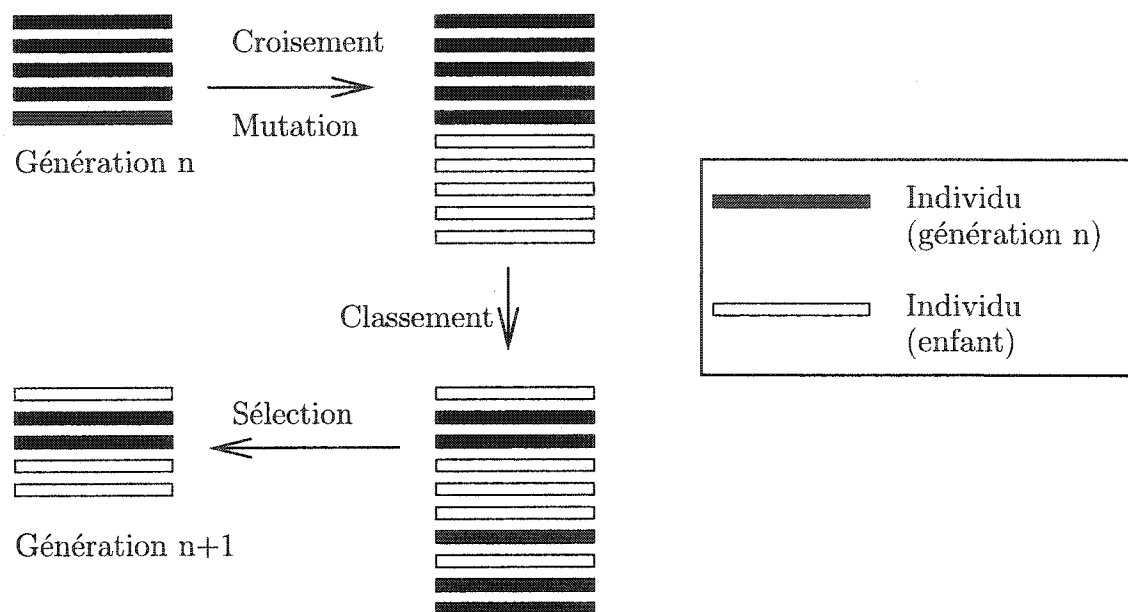 Croisement
Mutation
Génération n
Individu
(génération n)
Individu
(enfant)
Classement
Sélection
Génération n+1